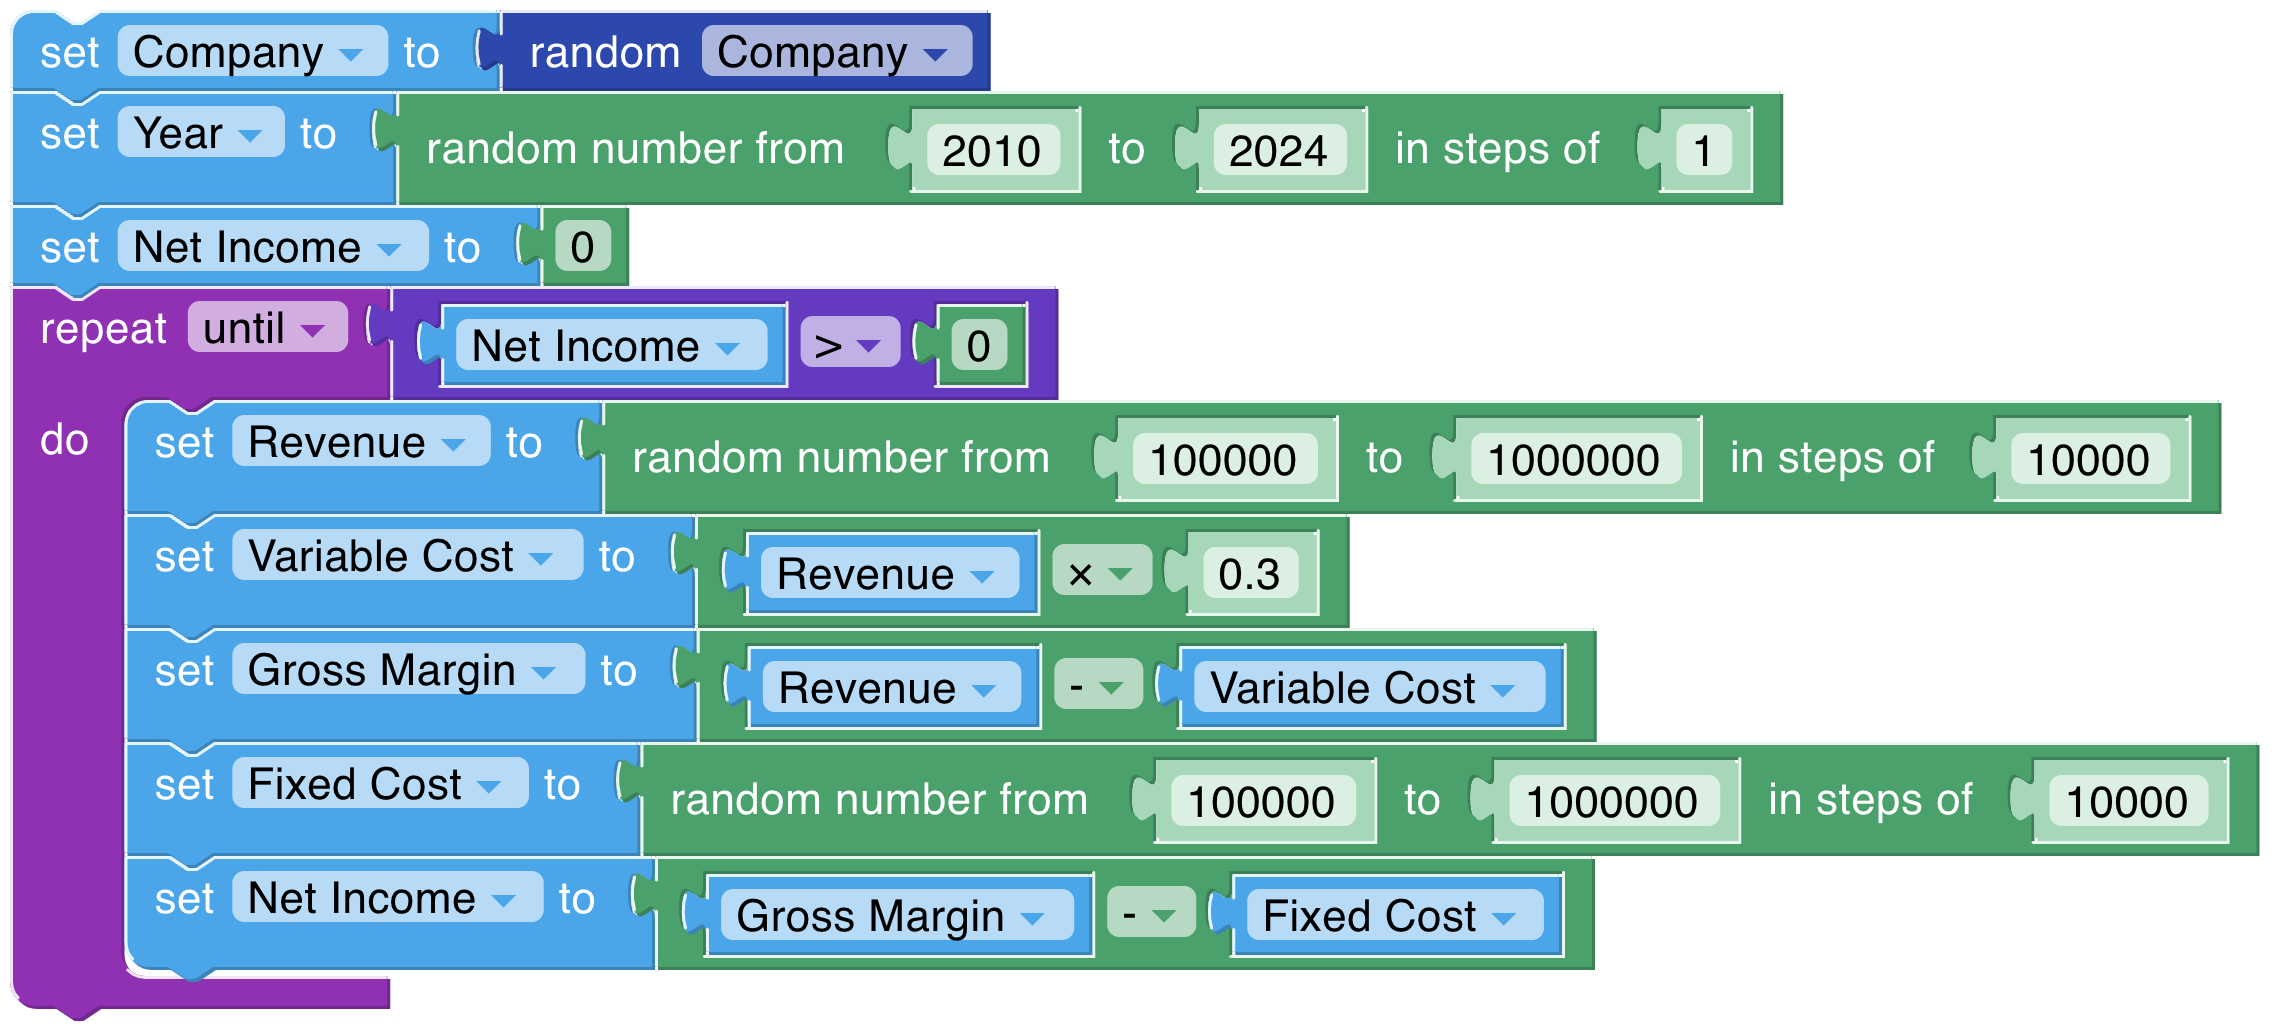 set Company to random Company
set Year to random number from 2010 to 2024 in steps of 1
set Net Income to 0
repeat until Net Income > 0
do set Revenue to random number from 100000 to 1000000 in steps of 10000
set Variable Cost to Revenue × 0.3
set Gross Margin to Revenue - Variable Cost
set Fixed Cost to random number from 100000 to 1000000 in steps of 10000
set Net Income to Gross Margin - Fixed Cost